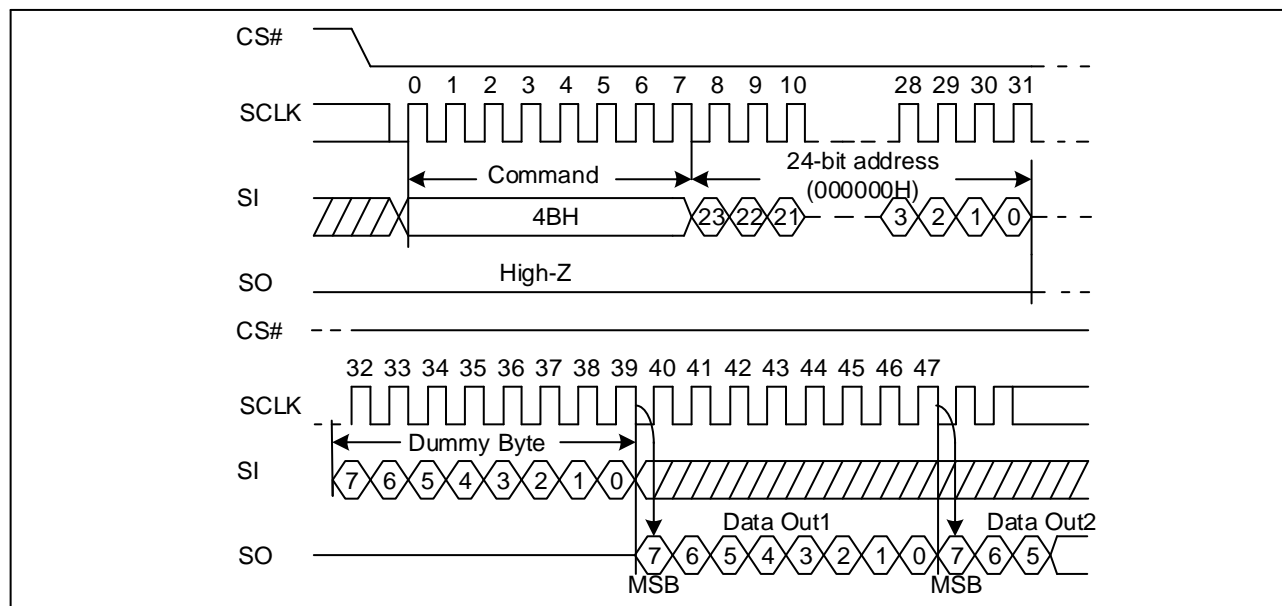 CS#
0 1 2 3 4 5 6 7 8 9 10 28 29 30 31
SCLK
Command
24-bit address
(000000H)
SI
4BH
23 22 21 3 2 1 0
High-Z
SO
CS#
32 33 34 35 36 37 38 39 40 41 42 43 44 45 46 47
SCLK
Dummy Byte
SI
7 6 5 4 3 2 1 0
Data Out1 Data Out2
SO
7 6 5 4 3 2 1 0 7 6 5
MSB MSB